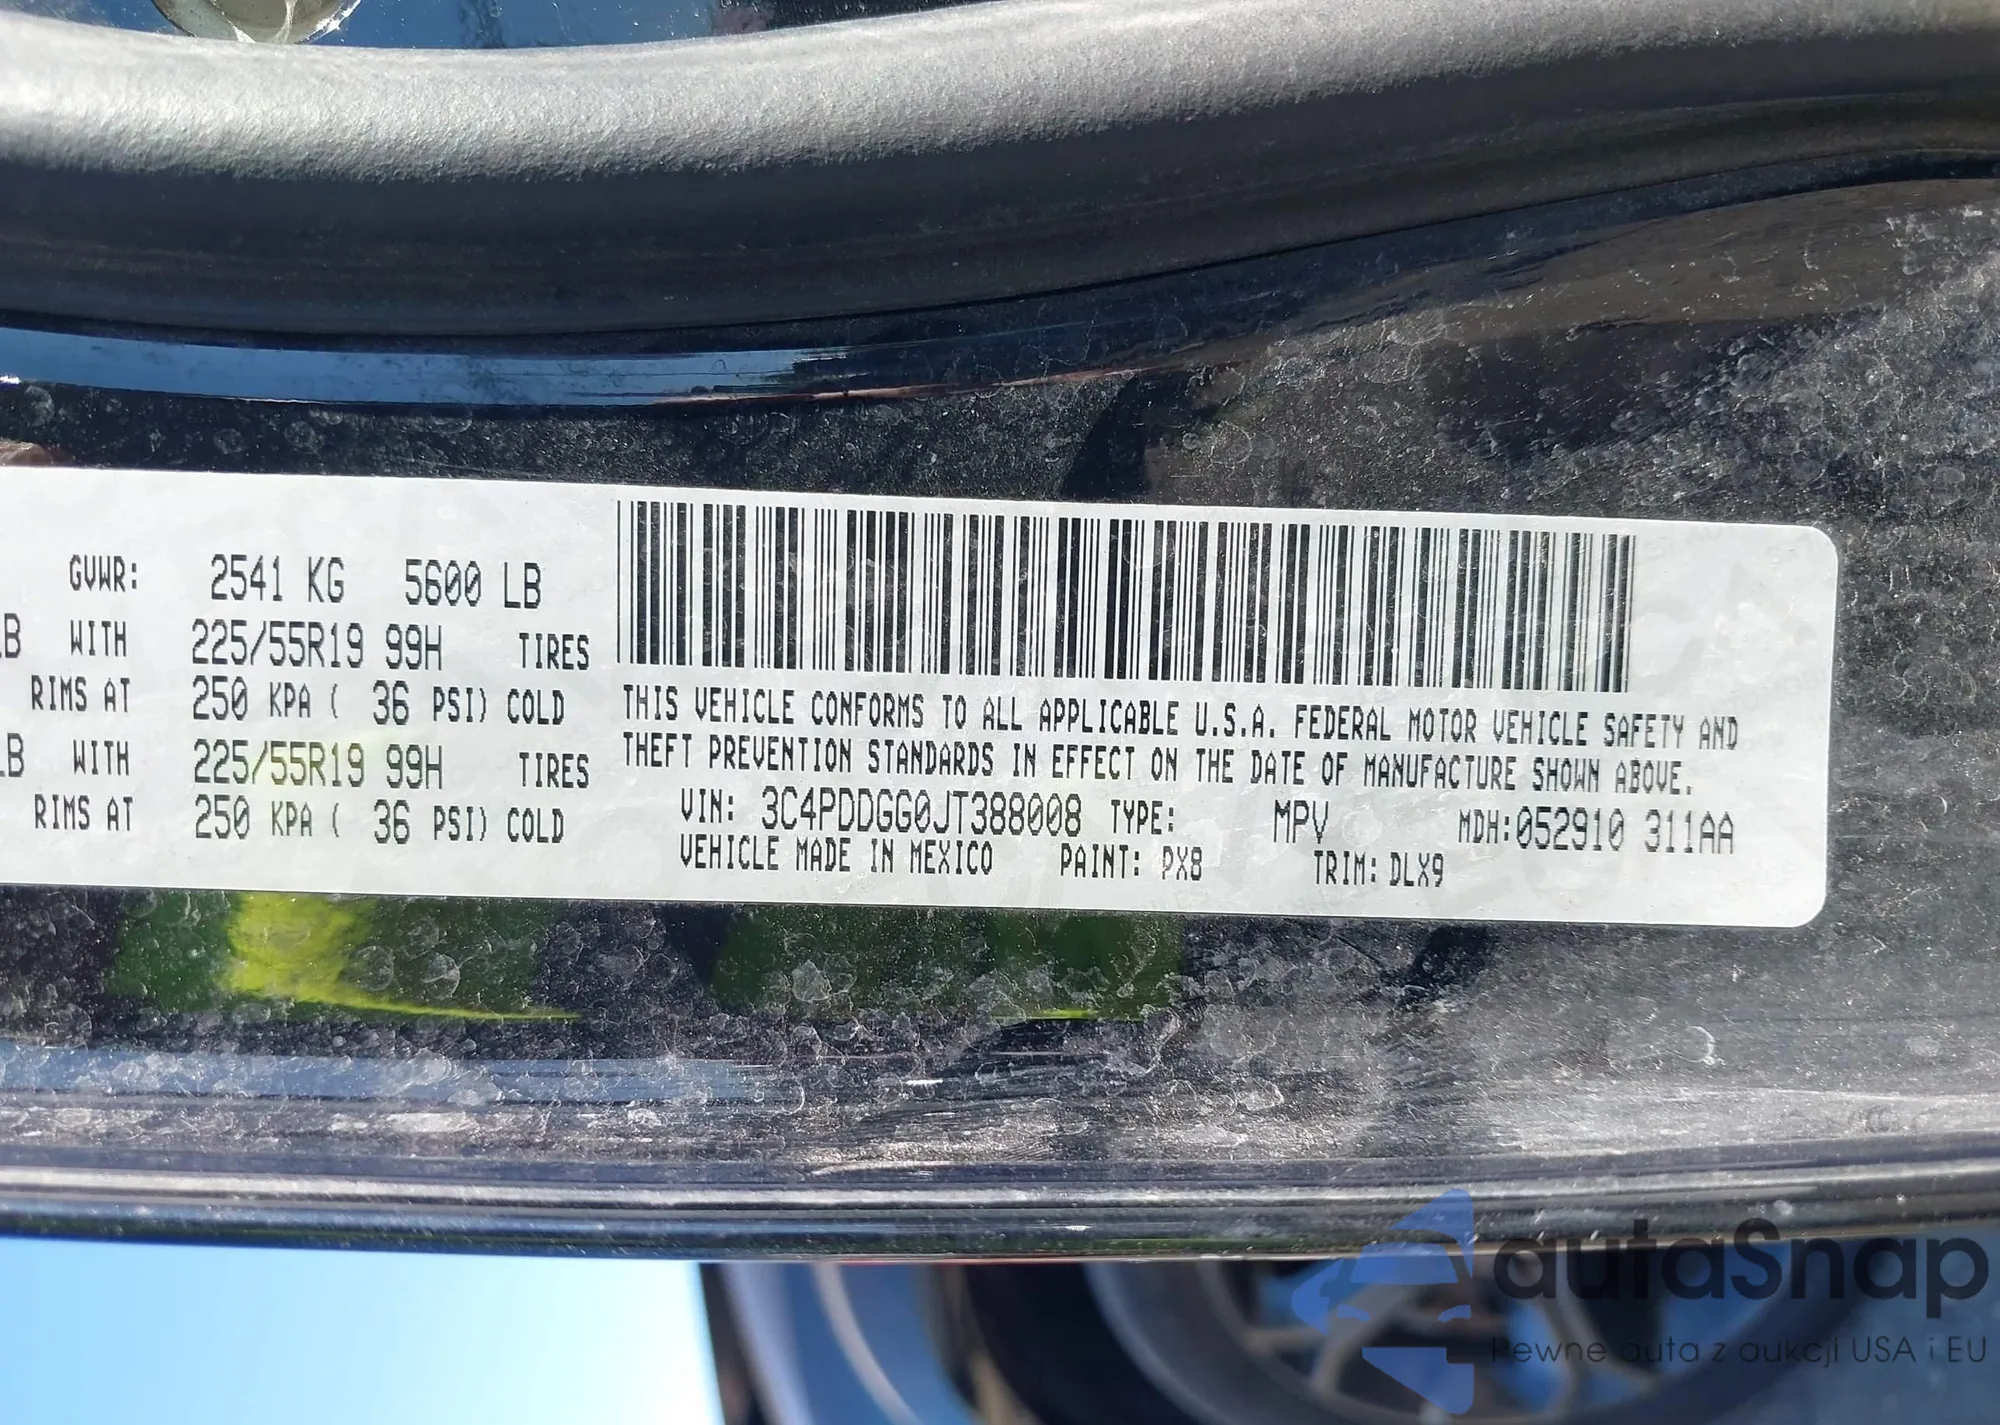 GVWR: 2541 KG 5600 LB
LB WITH 225/55R19 99H TIRES
RIMS AT 250 KPA ( 36 PSI) COLD
LB WITH 225/55R19 99H TIRES
RIMS AT 250 KPA ( 36 PSI) COLD
THIS VEHICLE CONFORMS TO ALL APPLICABLE U.S.A. FEDERAL MOTOR VEHICLE SAFETY AND
THEFT PREVENTION STANDARDS IN EFFECT ON THE DATE OF MANUFACTURE SHOWN ABOVE.
VIN: 3C4PDDGG0JT388008 TYPE: MPV MDH:052910 311AA
VEHICLE MADE IN MEXICO PAINT: PX8 TRIM: DLX9
autaSnap
Pewne auta z aukcji USA i EU